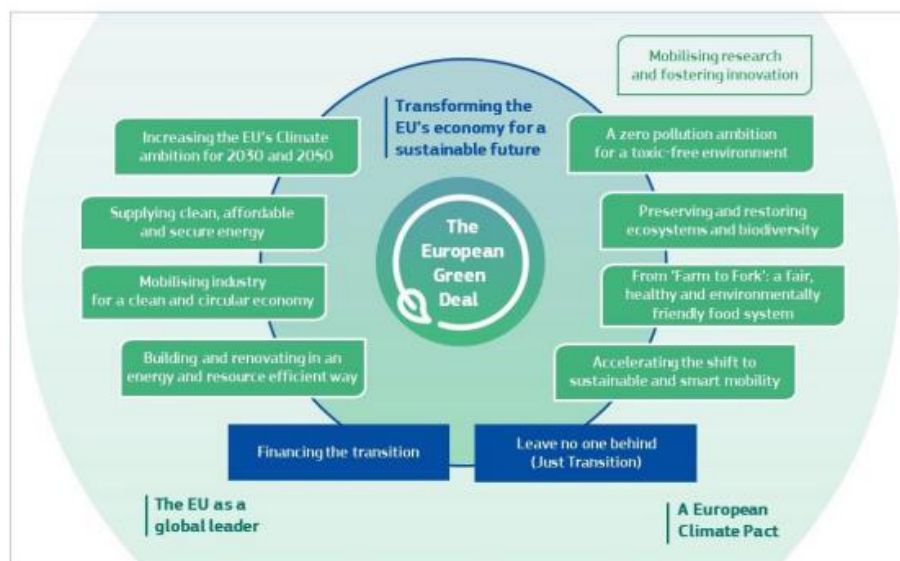 Mobilising research
and fostering innovation
Transforming the
EU's economy for a
sustainable future
Increasing the EU's Climate
ambition for 2030 and 2050
A zero pollution ambition
for a toxic-free environment
Supplying clean, affordable
and secure energy
Preserving and restoring
ecosystems and biodiversity
The
European
Green
Deal
Mobilising industry
for a clean and circular economy
From 'Farm to Fork': a fair,
healthy and environmentally
friendly food system
Building and renovating in an
energy and resource efficient way
Accelerating the shift to
sustainable and smart mobility
Financing the transition
Leave no one behind
(Just Transition)
The EU as a
global leader
A European
Climate Pact